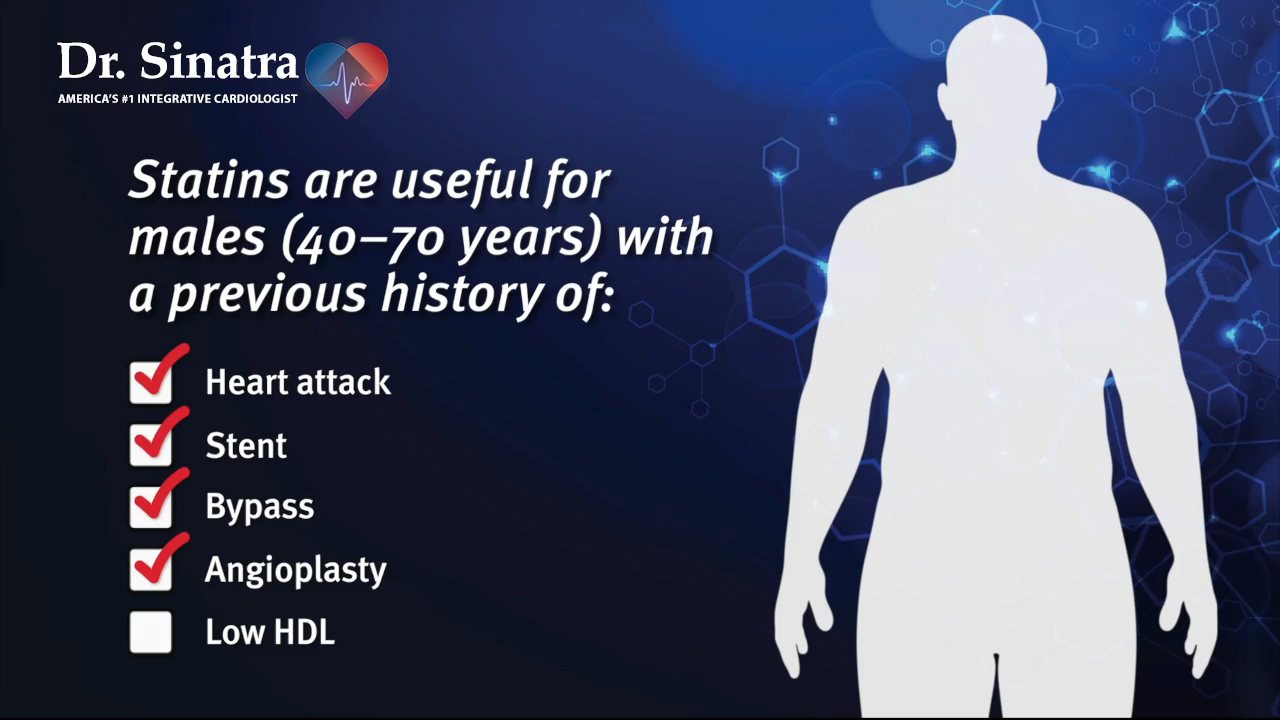 Dr. Sinatra
AMERICA'S #1 INTEGRATIVE CARDIOLOGIST
Statins are useful for
males (40–70 years) with
a previous history of:
Heart attack
Stent
Bypass
Angioplasty
Low HDL